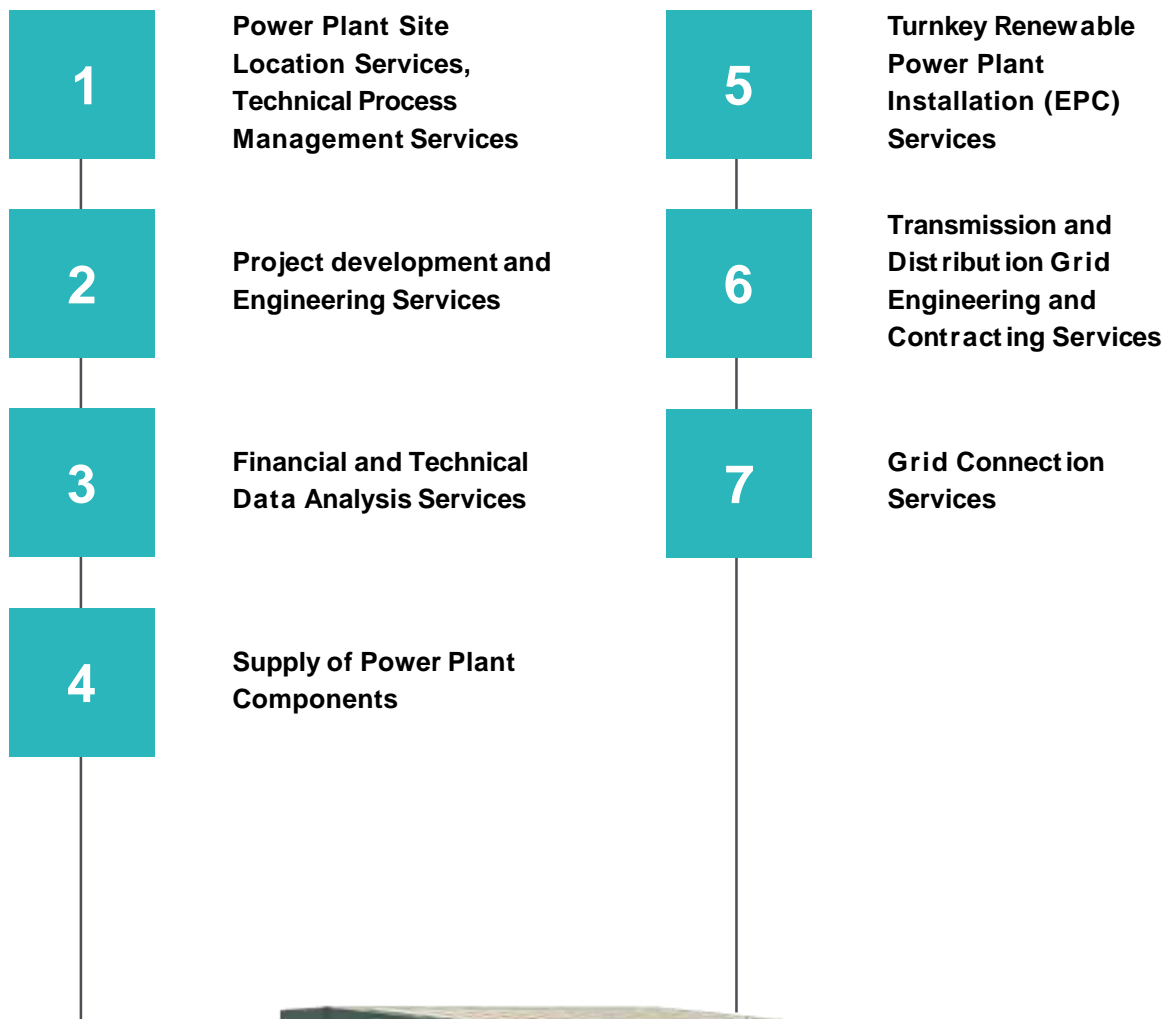 1
Power Plant Site
Location Services,
Technical Process
Management Services
2
Project development and
Engineering Services
3
Financial and Technical
Data Analysis Services
4
Supply of Power Plant
Components
5
Turnkey Renewable
Power Plant
Installation (EPC)
Services
6
Transmission and
Distribution Grid
Engineering and
Contracting Services
7
Grid Connection
Services